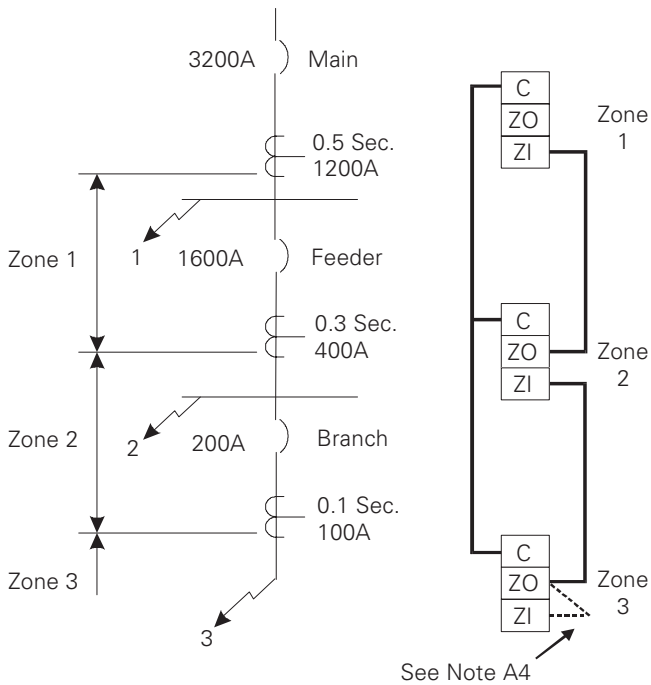 3200A Main
0.5 Sec.
1200A
Zone 1
1
1600A Feeder
0.3 Sec.
400A
Zone 2
2
200A Branch
0.1 Sec.
100A
Zone 3
3
C
ZO
ZI
Zone
1
C
ZO
ZI
Zone
2
C
ZO
ZI
Zone
3
See Note A4